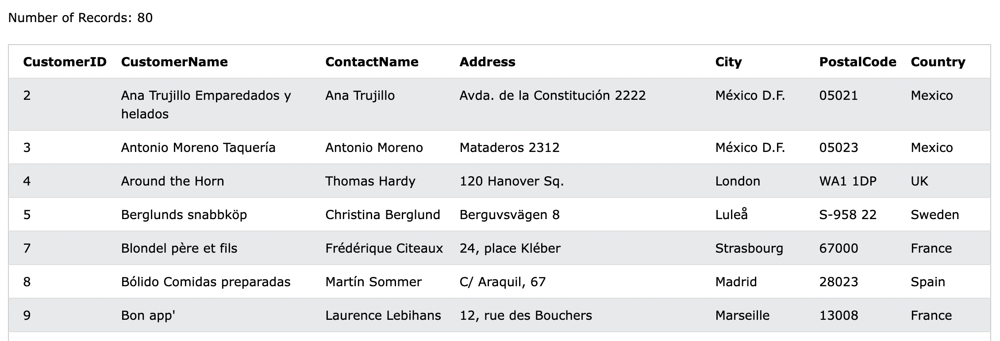 Number of Records: 80
CustomerID CustomerName ContactName Address City PostalCode Country
2 Ana Trujillo Emparedados y Ana Trujillo Avda. de la Constitución 2222 México D.F. 05021 Mexico
helados
3 Antonio Moreno Taquería Antonio Moreno Mataderos 2312 México D.F. 05023 Mexico
4 Around the Horn Thomas Hardy 120 Hanover Sq. London WA1 1DP UK
5 Berglunds snabbköp Christina Berglund Berguvsvägen 8 Luleå S-958 22 Sweden
7 Blondel père et fils Frédérique Citeaux 24, place Kléber Strasbourg 67000 France
8 Bólido Comidas preparadas Martín Sommer C/ Araquil, 67 Madrid 28023 Spain
9 Bon app' Laurence Lebihans 12, rue des Bouchers Marseille 13008 France